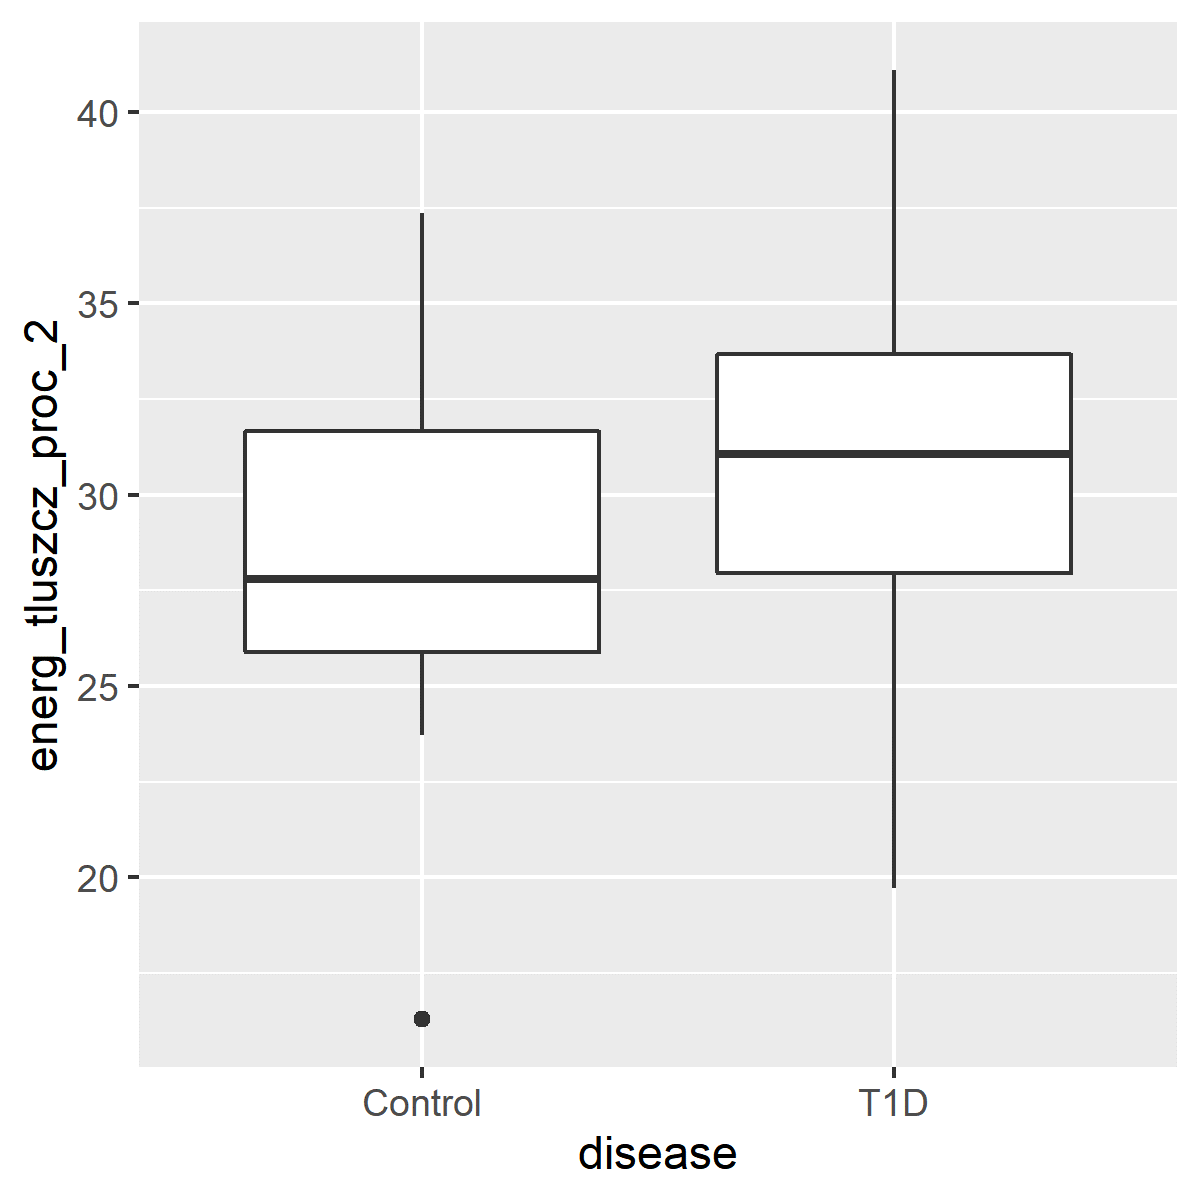 energ_tluszcz_proc_2
40
35
30
25
20
Control
T1D
disease